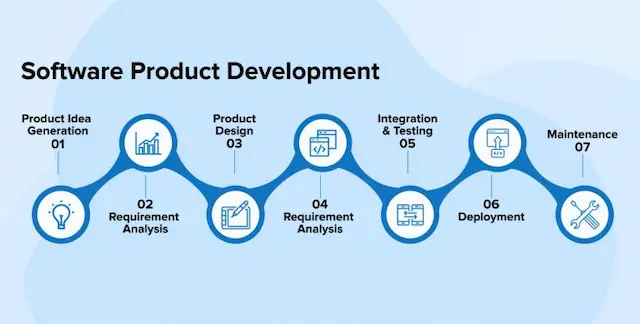 Software Product Development
Product Idea
Generation
01
02
Requirement
Analysis
Product
Design
03
04
Requirement
Analysis
Integration
& Testing
05
06
Deployment
Maintenance
07